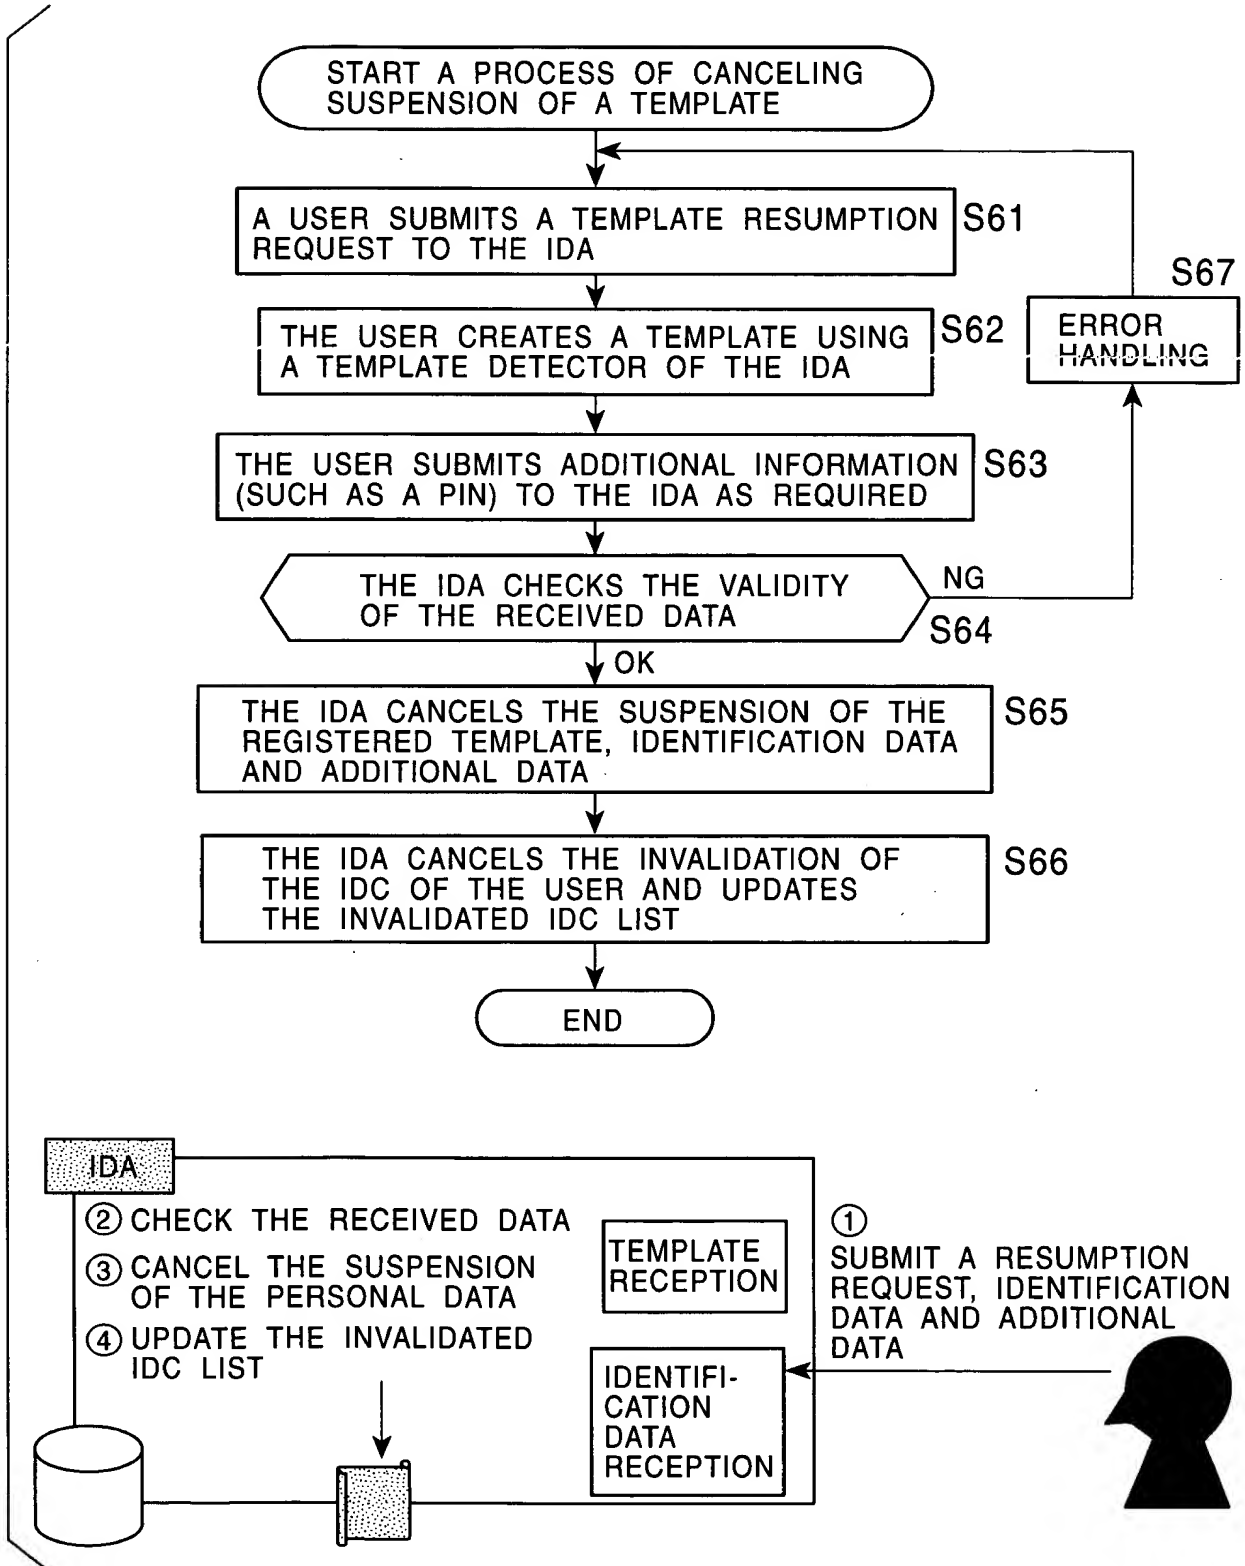 START A PROCESS OF CANCELING
SUSPENSION OF A TEMPLATE
A USER SUBMITS A TEMPLATE RESUMPTION
REQUEST TO THE IDA
S61
THE USER CREATES A TEMPLATE USING
A TEMPLATE DETECTOR OF THE IDA
S62
S67
ERROR
HANDLING
THE USER SUBMITS ADDITIONAL INFORMATION
(SUCH AS A PIN) TO THE IDA AS REQUIRED
S63
THE IDA CHECKS THE VALIDITY
OF THE RECEIVED DATA
NG
S64
OK
THE IDA CANCELS THE SUSPENSION OF THE
REGISTERED TEMPLATE, IDENTIFICATION DATA
AND ADDITIONAL DATA
S65
THE IDA CANCELS THE INVALIDATION OF
THE IDC OF THE USER AND UPDATES
THE INVALIDATED IDC LIST
S66
END
IDA
② CHECK THE RECEIVED DATA
③ CANCEL THE SUSPENSION
OF THE PERSONAL DATA
④ UPDATE THE INVALIDATED
IDC LIST
TEMPLATE
RECEPTION
IDENTIFI-
CATION
DATA
RECEPTION
①
SUBMIT A RESUMPTION
REQUEST, IDENTIFICATION
DATA AND ADDITIONAL
DATA